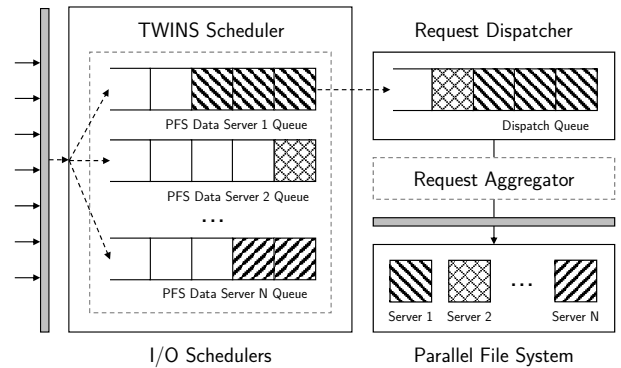 TWINS Scheduler
PFS Data Server 1 Queue
PFS Data Server 2 Queue
...
PFS Data Server N Queue
I/O Schedulers
Request Dispatcher
Dispatch Queue
Request Aggregator
...
Server 1 Server 2 Server N
Parallel File System